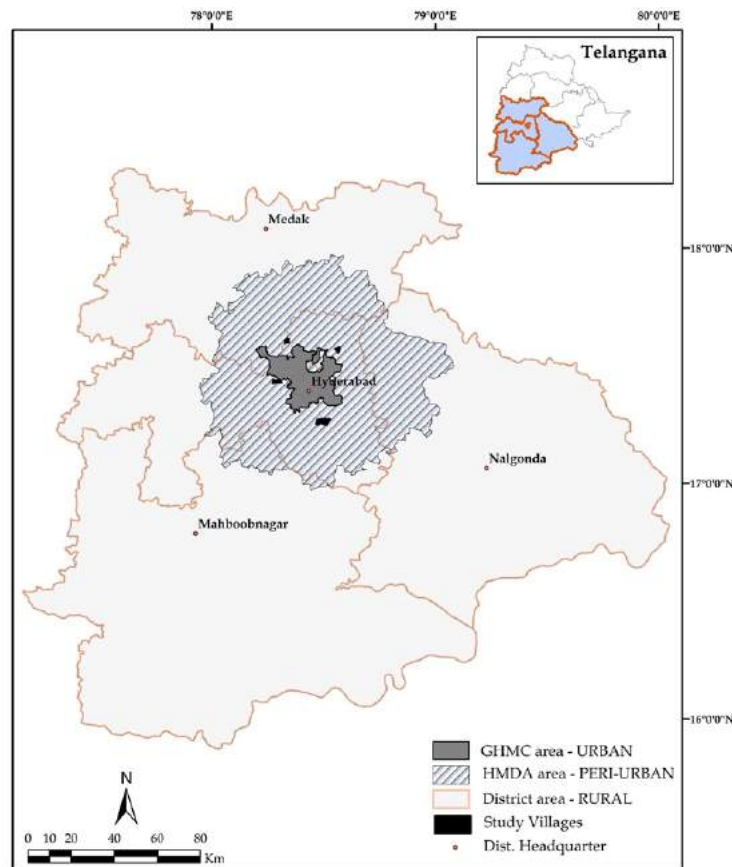 78°0'0"E 79°0'0"E 80°0'0"E
Telangana
Medak
18°0'0"N
Hyderabad
Nalgonda
17°0'0"N
Mahboobnagar
16°0'0"N
GHMC area - URBAN
HMDA area - PERI-URBAN
District area - RURAL
Study Villages
Dist. Headquarter
N
0 10 20 40 60 80
Km